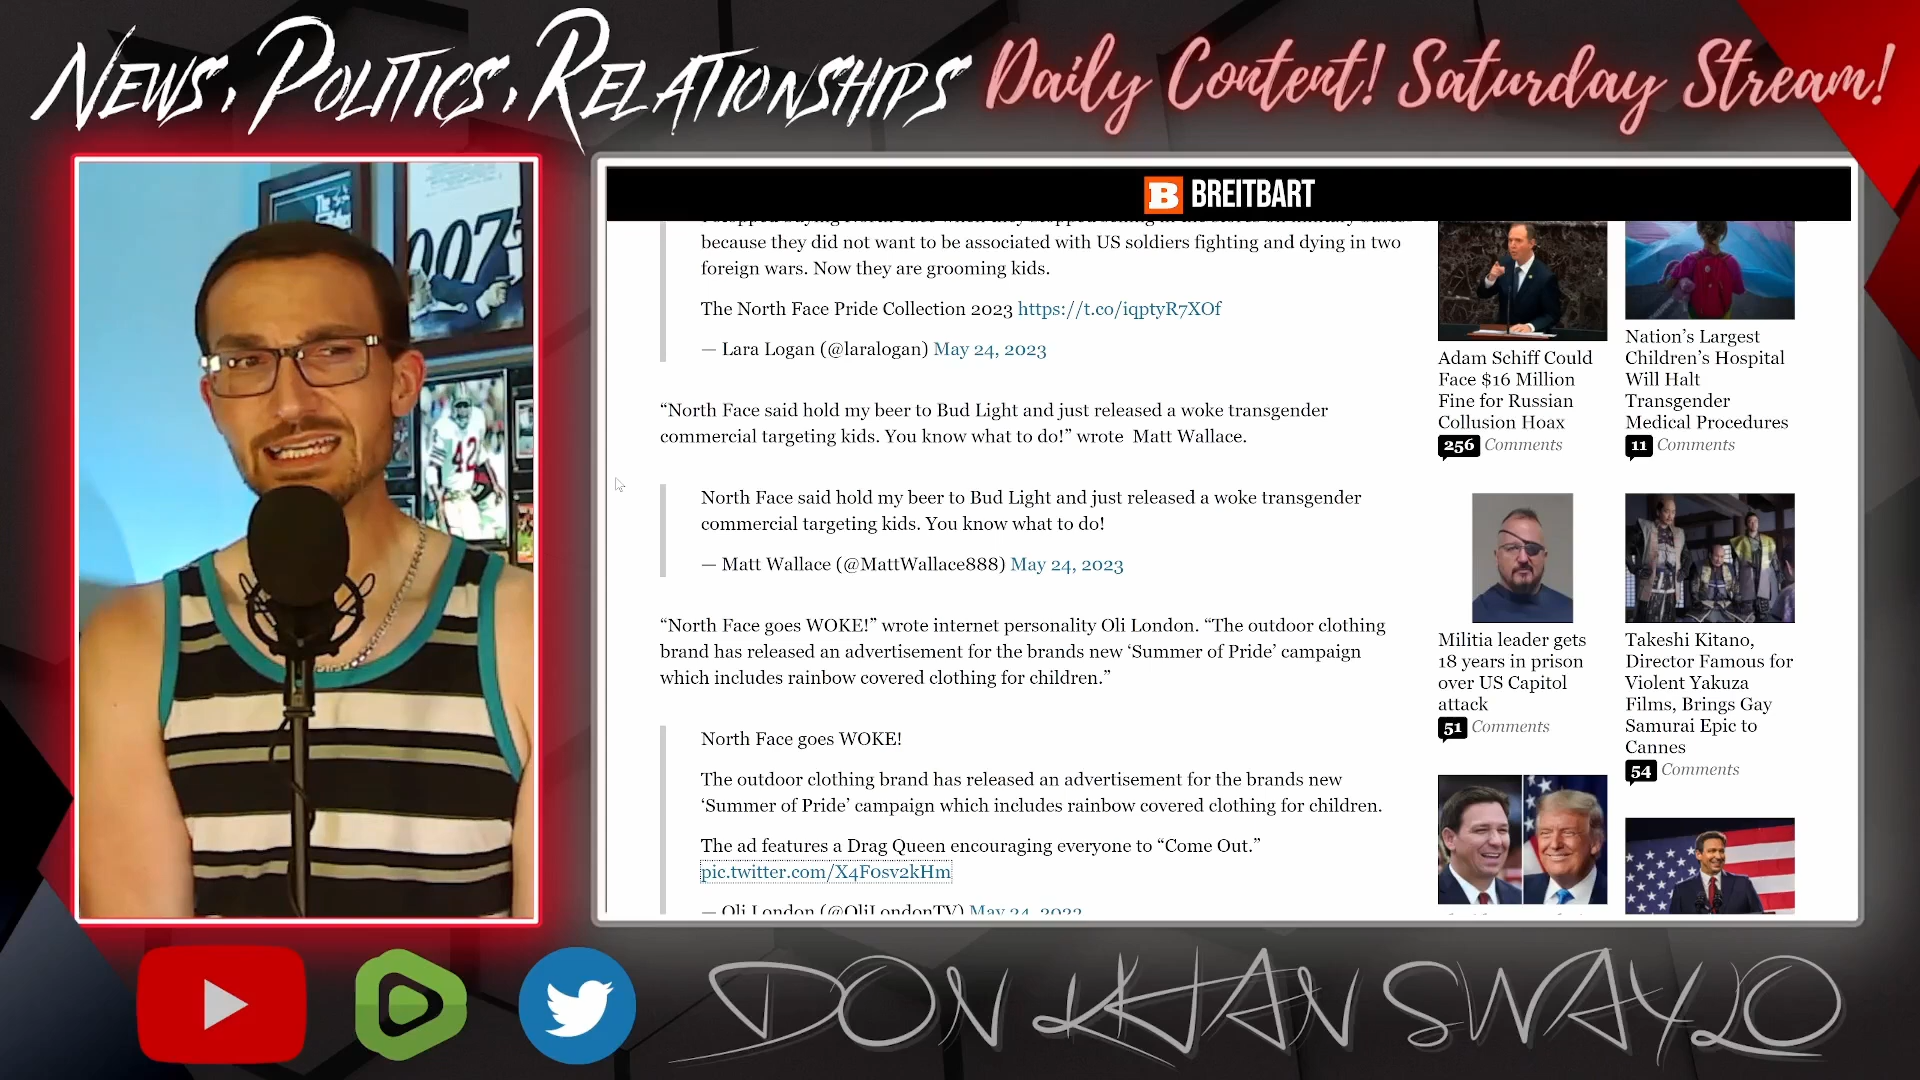 NEWS, POLITICS, RELATIONSHIPS
Daily Content! Saturday Stream!
007
42
B BREITBART
because they did not want to be associated with US soldiers fighting and dying in two
foreign wars. Now they are grooming kids.
The North Face Pride Collection 2023 https://t.co/iqptyR7XOf
— Lara Logan (@laralogan) May 24, 2023
“North Face said hold my beer to Bud Light and just released a woke transgender
commercial targeting kids. You know what to do!” wrote Matt Wallace.
North Face said hold my beer to Bud Light and just released a woke transgender
commercial targeting kids. You know what to do!
— Matt Wallace (@MattWallace888) May 24, 2023
“North Face goes WOKE!” wrote internet personality Oli London. “The outdoor clothing
brand has released an advertisement for the brands new ‘Summer of Pride’ campaign
which includes rainbow covered clothing for children.”
North Face goes WOKE!
The outdoor clothing brand has released an advertisement for the brands new
‘Summer of Pride’ campaign which includes rainbow covered clothing for children.
The ad features a Drag Queen encouraging everyone to “Come Out.”
pic.twitter.com/X4F0sv2kHm
— Oli London (@OliLondonTV) May 24, 2023
Adam Schiff Could
Face $16 Million
Fine for Russian
Collusion Hoax
256 Comments
Nation’s Largest
Children’s Hospital
Will Halt
Transgender
Medical Procedures
11 Comments
Militia leader gets
18 years in prison
over US Capitol
attack
51 Comments
Takeshi Kitano,
Director Famous for
Violent Yakuza
Films, Brings Gay
Samurai Epic to
Cannes
54 Comments
DON KHAN SWAYLO